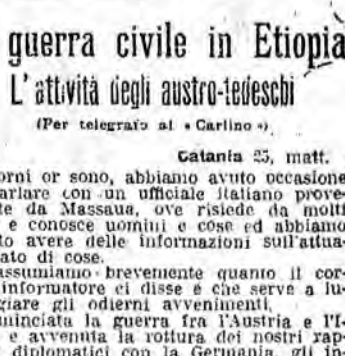 guerra civile in Etiopia
L'attività degli austro-tedeschi
(Per telegrafo al « Carlino »)
Catania 25, matt.
orni or sono, abbiamo avuto occasione
arlare con un ufficiale italiano prove-
te da Massaua, ove risiede da molti
e conosce uomini e cose ed abbiamo
to avere delle informazioni sull'attua-
ato di cose.
assumiamo brevemente quanto il cor-
informatore ci disse e che serve a lu-
giare gli odierni avvenimenti.
minciata la guerra fra l'Austria e l'I-
e avvenuta la rottura dei nostri rap-
diplomatici con la Germania, gli in-